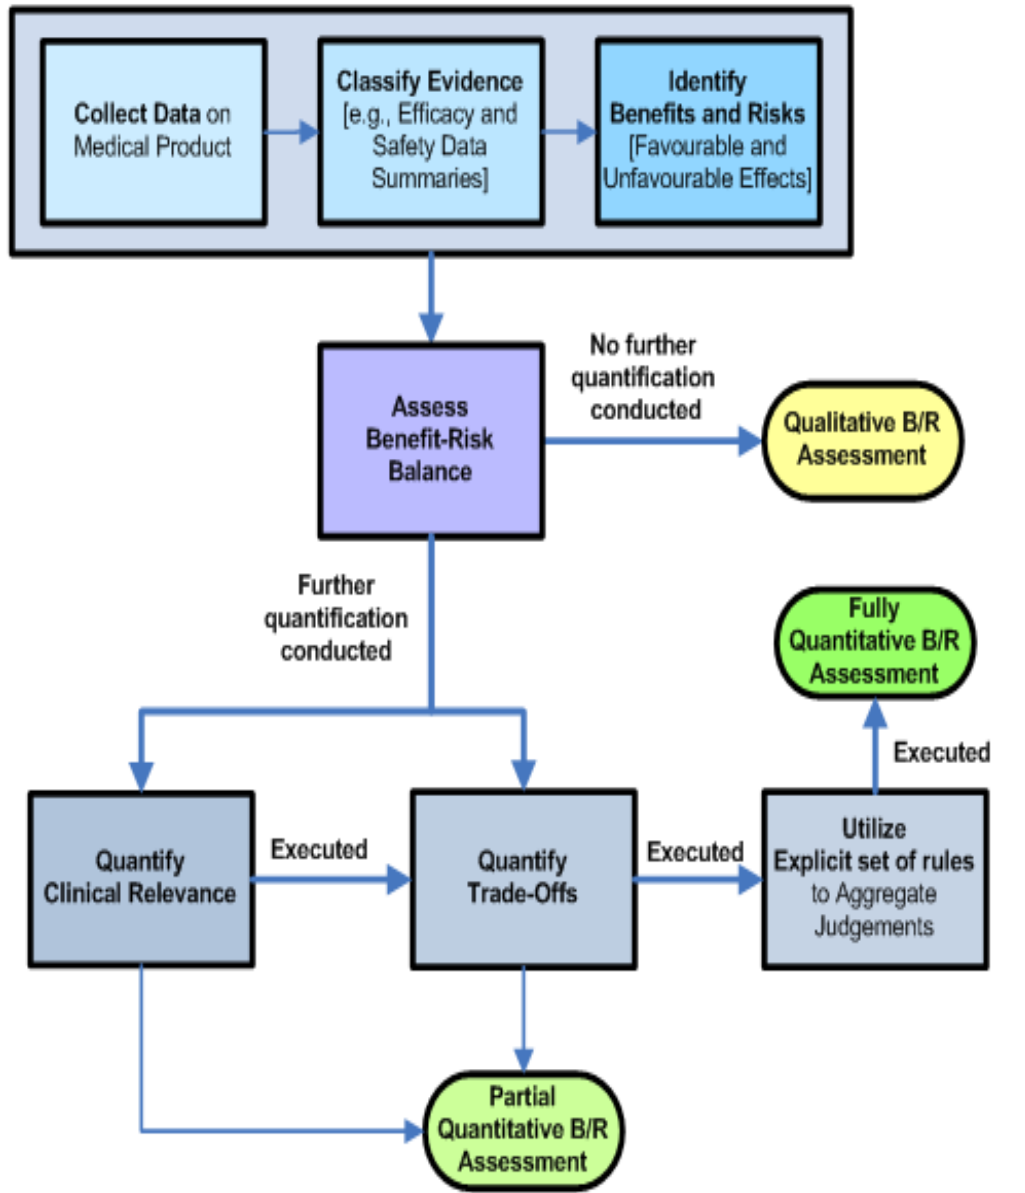 Collect Data on
Medical Product
Classify Evidence
[e.g., Efficacy and
Safety Data
Summaries]
Identify
Benefits and Risks
[Favourable and
Unfavourable Effects]
Assess
Benefit-Risk
Balance
No further
quantification
conducted
Qualitative B/R
Assessment
Further
quantification
conducted
Fully
Quantitative B/R
Assessment
Executed
Quantify
Clinical Relevance
Executed
Quantify
Trade-Offs
Executed
Utilize
Explicit set of rules
to Aggregate
Judgements
Partial
Quantitative B/R
Assessment